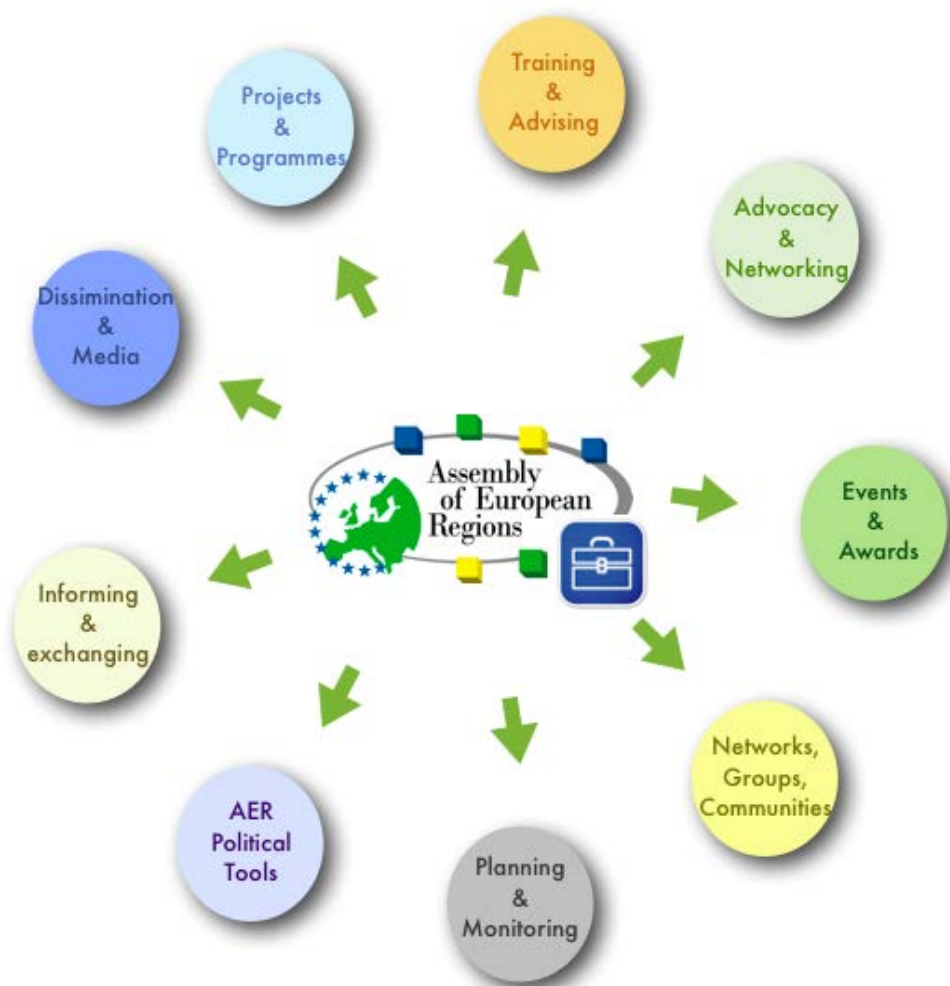 Training
&
Advising
Projects
&
Programmes
Advocacy
&
Networking
Dissimination
&
Media
Assembly
of European
Regions
Events
&
Awards
Informing
&
exchanging
Networks,
Groups,
Communities
AER
Political
Tools
Planning
&
Monitoring